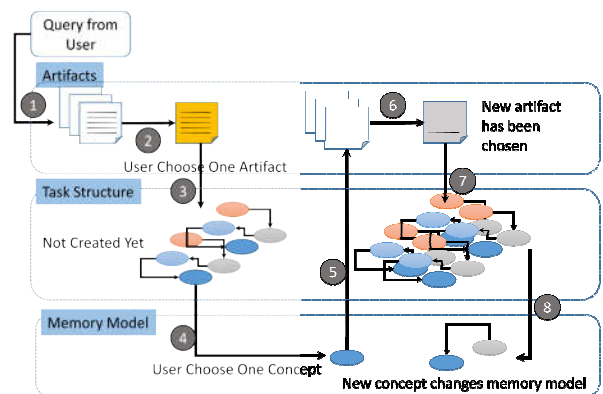 Query from
User
Artifacts
1
2
6
New artifact
has been
chosen
User Choose One Artifact
3
7
Task Structure
Not Created Yet
5
8
Memory Model
4
User Choose One Concept
New concept changes memory model